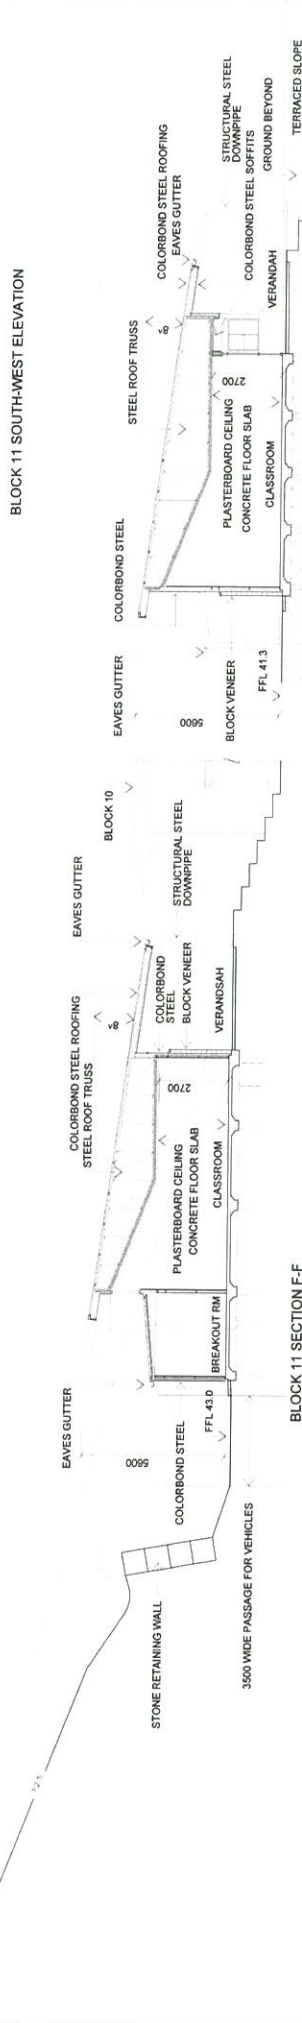 BLOCK 11 SOUTH-WEST ELEVATION
EAVES GUTTER
COLORBOND STEEL
STEEL ROOF TRUSS
COLORBOND STEEL ROOFING
EAVES GUTTER
STRUCTURAL STEEL
DOWNPIPE
COLORBOND STEEL SOFFITS
GROUND BEYOND
TERRACED SLOPE
8°
2700
5600
PLASTERBOARD CEILING
CONCRETE FLOOR SLAB
CLASSROOM
VERANDAH
BLOCK VENEER
FFL 41.3
EAVES GUTTER
COLORBOND STEEL ROOFING
STEEL ROOF TRUSS
EAVES GUTTER
BLOCK 10
8°
STRUCTURAL STEEL
DOWNPIPE
COLORBOND
STEEL
BLOCK VENEER
VERANDSAH
2700
5600
PLASTERBOARD CEILING
CONCRETE FLOOR SLAB
CLASSROOM
BREAKOUT RM
COLORBOND STEEL
FFL 43.0
STONE RETAINING WALL
3500 WIDE PASSAGE FOR VEHICLES
BLOCK 11 SECTION F-F